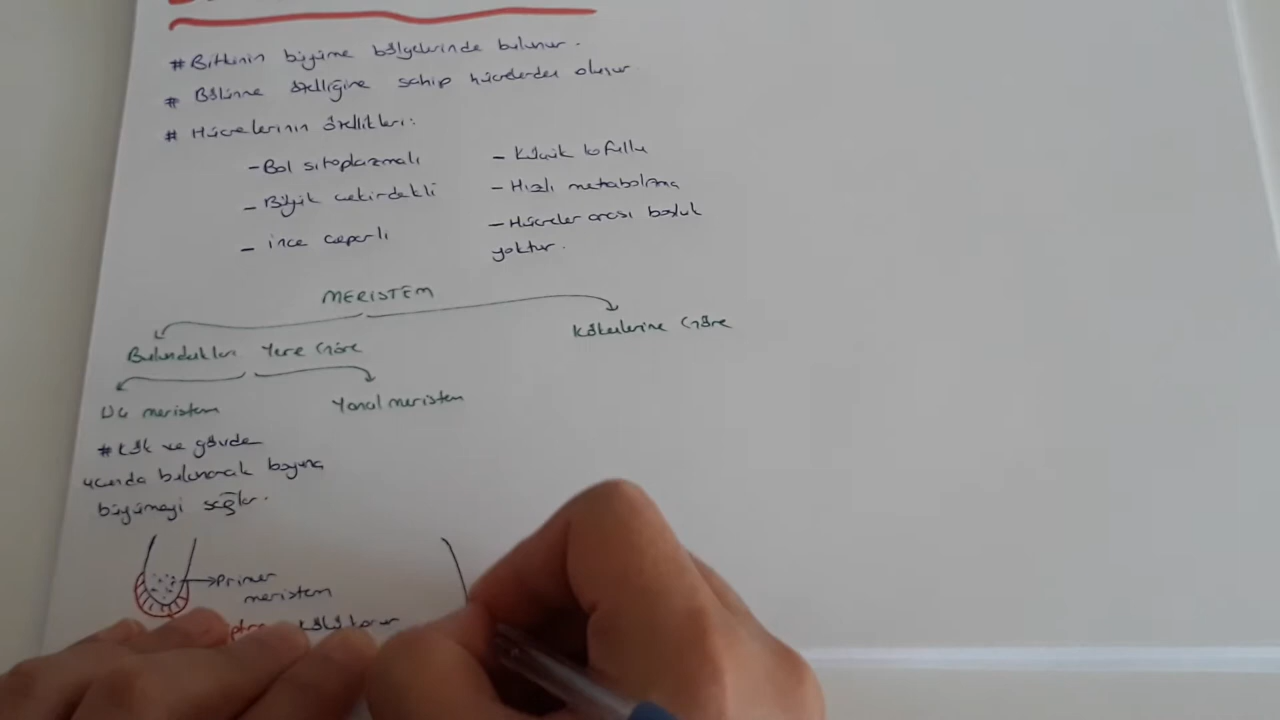 # Bitkinin büyüme bölgelerinde bulunur.
# Bölünme özelliğine sahip hücrelerden oluşur
# Hücrelerinin özellikleri:
- Bol sitoplazmalı
- Büyük çekirdekli
- ince çeperli
- Küçük kofullu
- Hızlı metabolizma
- Hücreler arası boşluk
yoktur.
MERİSTEM
Bulundukları Yere Göre
Kökenlerine Göre
Uç meristem
Yanal meristem
# Kök ve gövde
ucunda bulunarak boyuna
büyümeyi sağlar.
Primer
meristem
kökü korur